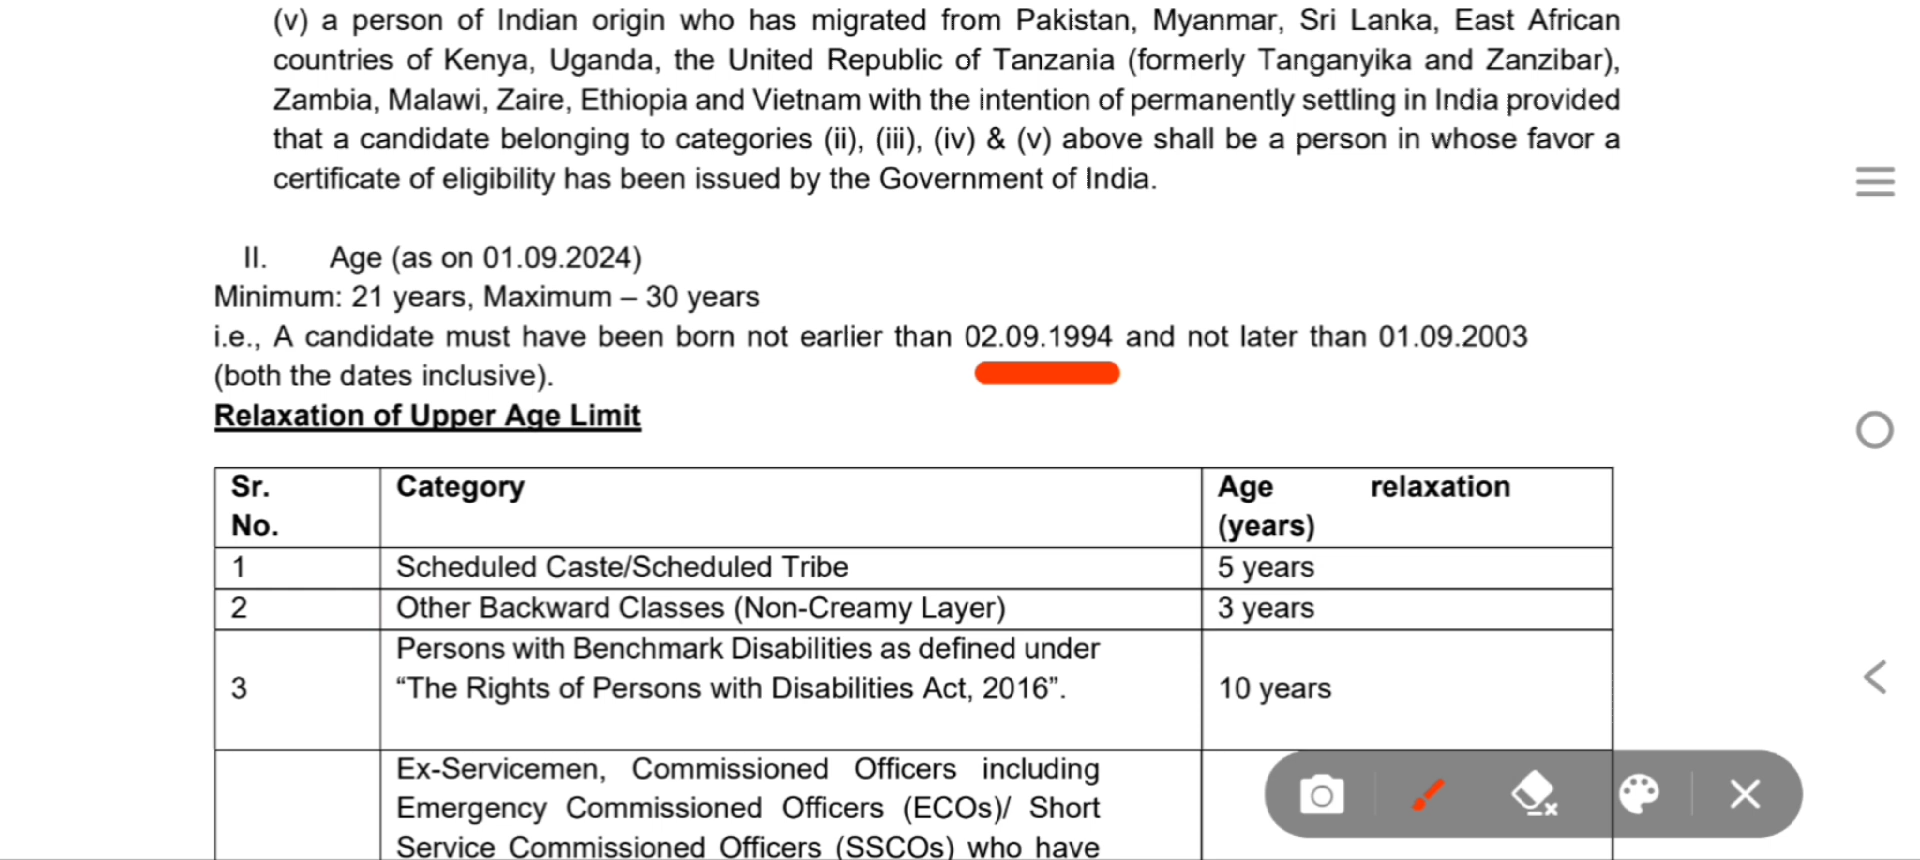 (v) a person of Indian origin who has migrated from Pakistan, Myanmar, Sri Lanka, East African
countries of Kenya, Uganda, the United Republic of Tanzania (formerly Tanganyika and Zanzibar),
Zambia, Malawi, Zaire, Ethiopia and Vietnam with the intention of permanently settling in India provided
that a candidate belonging to categories (ii), (iii), (iv) & (v) above shall be a person in whose favor a
certificate of eligibility has been issued by the Government of India.
II. Age (as on 01.09.2024)
Minimum: 21 years, Maximum – 30 years
i.e., A candidate must have been born not earlier than 02.09.1994 and not later than 01.09.2003
(both the dates inclusive).
Relaxation of Upper Age Limit
Sr. No. Category Age relaxation (years)
1 Scheduled Caste/Scheduled Tribe 5 years
2 Other Backward Classes (Non-Creamy Layer) 3 years
3 Persons with Benchmark Disabilities as defined under
“The Rights of Persons with Disabilities Act, 2016”. 10 years
Ex-Servicemen, Commissioned Officers including
Emergency Commissioned Officers (ECOs)/ Short
Service Commissioned Officers (SSCOs) who have